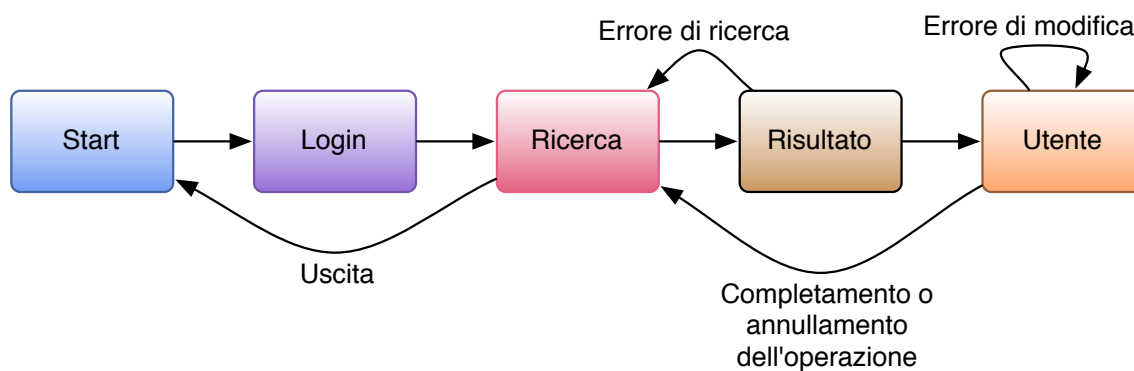 Errore di ricerca
Errore di modifica
Start
Login
Ricerca
Risultato
Utente
Uscita
Completamento o
annullamento
dell'operazione